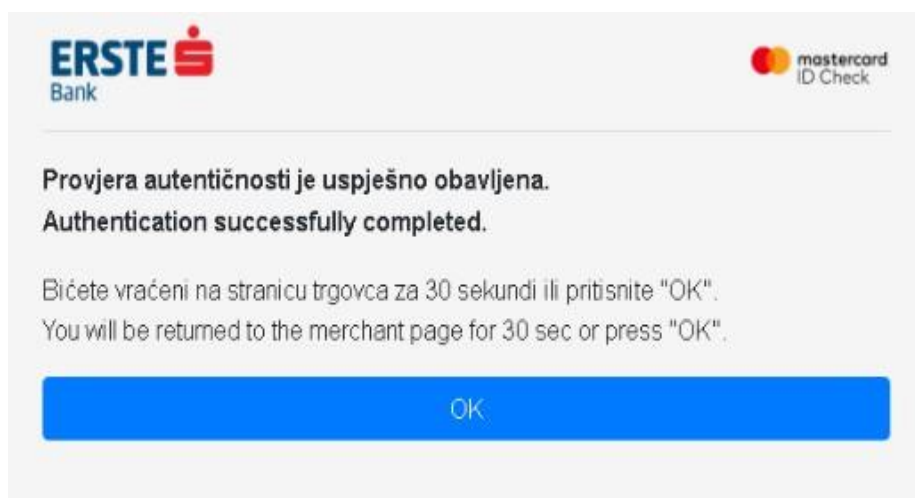 ERSTE
Bank
mastercard
ID Check
Provjera autentičnosti je uspješno obavljena.
Authentication successfully completed.
Bićete vraćeni na stranicu trgovca za 30 sekundi ili pritisnite "OK".
You will be returned to the merchant page for 30 sec or press "OK".
OK